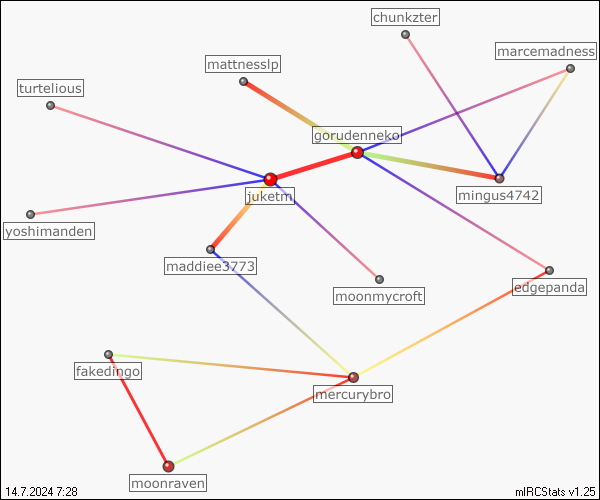 chunkzter
marcemadness
mattnesslp
turtelious
gorudenneko
mingus4742
juketm
yoshimanden
maddiee3773
edgepanda
moonmycroft
fakedingo
mercurybro
moonraven
14.7.2024 7:28
mIRCStats v1.25